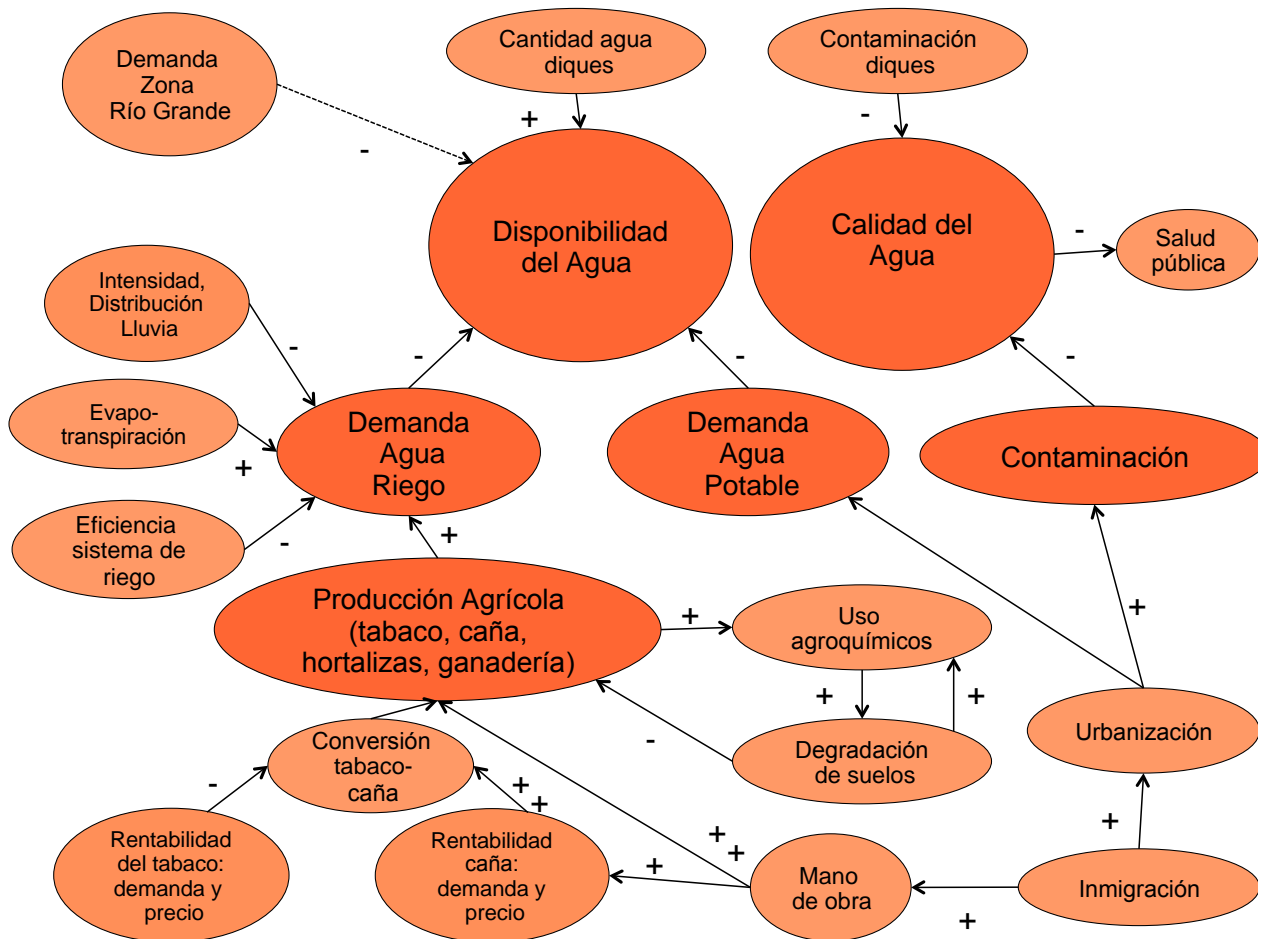 Demanda
Zona
Río Grande
Cantidad agua
diques
Contaminación
diques
+
-
-
Disponibilidad
del Agua
Calidad del
Agua
-
Salud
pública
Intensidad,
Distribución
Lluvia
-
-
-
-
Evapo-
transpiración
+
Demanda
Agua
Riego
Demanda
Agua
Potable
Contaminación
Eficiencia
sistema de
riego
-
+
Producción Agrícola
(tabaco, caña,
hortalizas, ganadería)
+
Uso
agroquímicos
+
+
+
-
Degradación
de suelos
Urbanización
Conversión
tabaco-
caña
-
+
+
Rentabilidad
del tabaco:
demanda y
precio
Rentabilidad
caña:
demanda y
precio
+
+
+
Mano
de obra
+
+
Inmigración